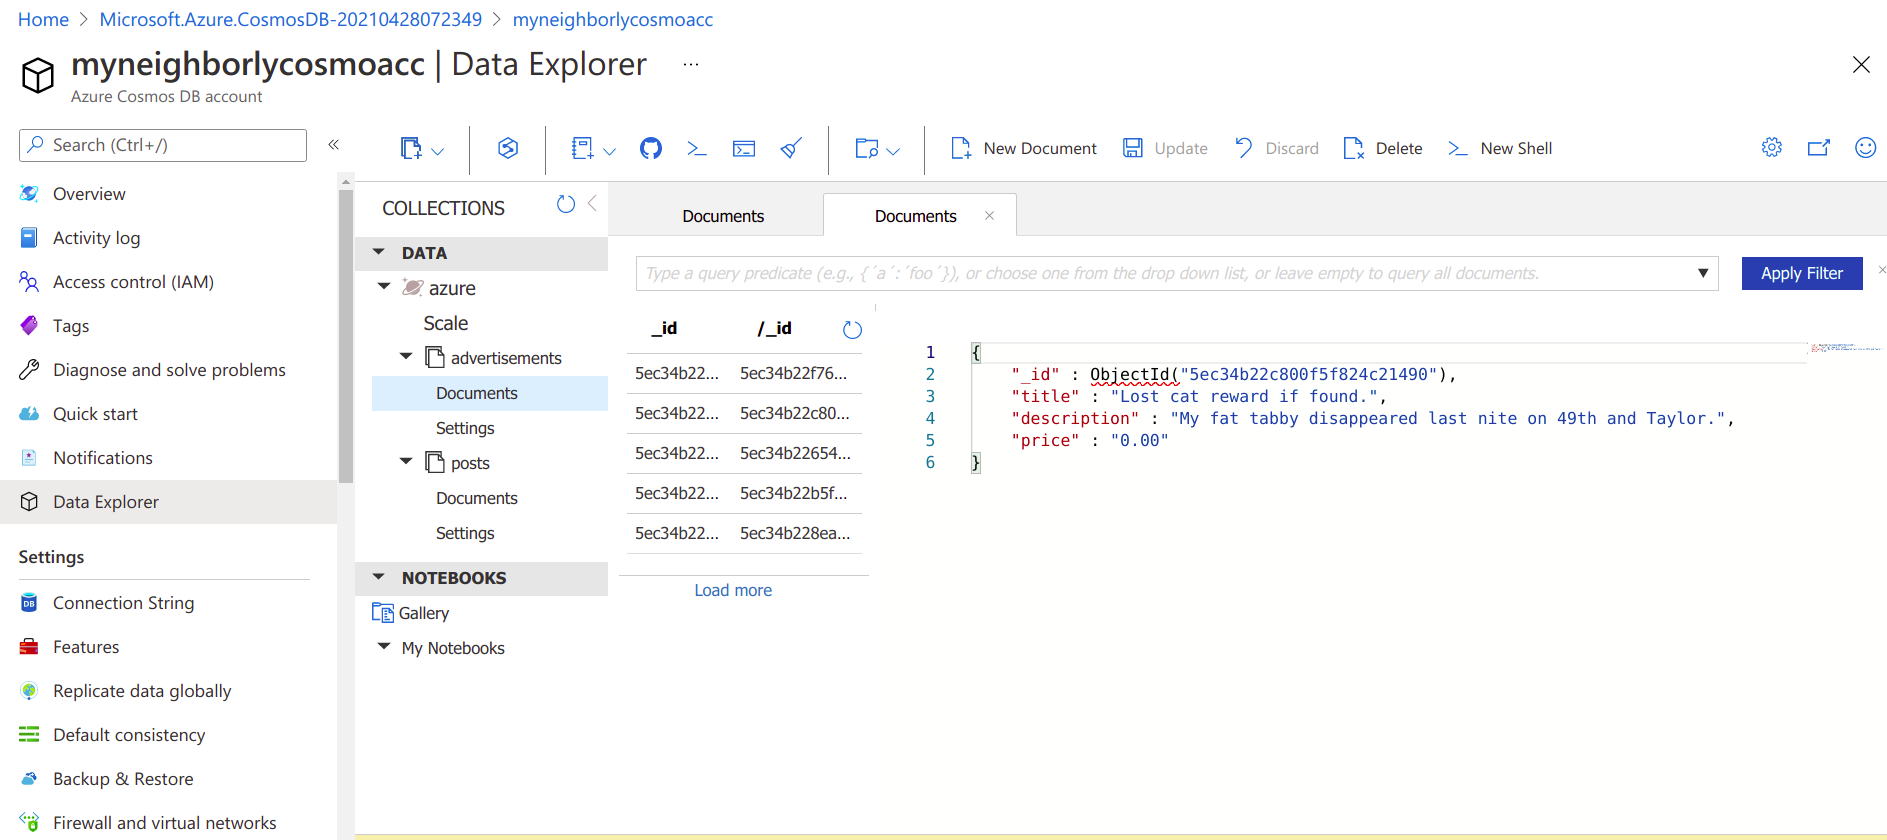 Home > Microsoft.Azure.CosmosDB-20210428072349 > myneighborlycosmoacc
myneighborlycosmoacc | Data Explorer ...
Azure Cosmos DB account
Search (Ctrl+/)
«
New Document
Update
Discard
Delete
New Shell
Overview
Activity log
Access control (IAM)
Tags
Diagnose and solve problems
Quick start
Notifications
Data Explorer
Settings
Connection String
Features
Replicate data globally
Default consistency
Backup & Restore
Firewall and virtual networks
COLLECTIONS
DATA
azure
Scale
advertisements
Documents
Settings
posts
Documents
Settings
NOTEBOOKS
Gallery
My Notebooks
Documents
Documents
Type a query predicate (e.g., {´a´:´foo´}), or choose one from the drop down list, or leave empty to query all documents.
Apply Filter
_id /_id
5ec34b22... 5ec34b22f76...
5ec34b22... 5ec34b22c80...
5ec34b22... 5ec34b22654...
5ec34b22... 5ec34b22b5f...
5ec34b22... 5ec34b228ea...
Load more
1 {
2 "_id" : ObjectId("5ec34b22c800f5f824c21490"),
3 "title" : "Lost cat reward if found.",
4 "description" : "My fat tabby disappeared last nite on 49th and Taylor.",
5 "price" : "0.00"
6 }